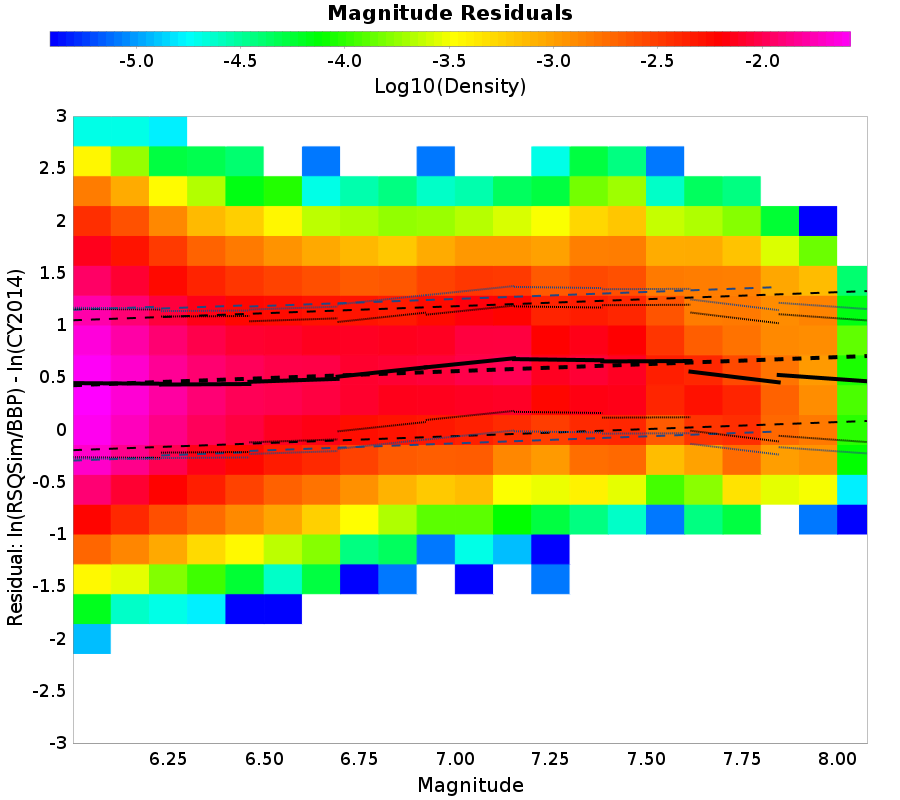 Magnitude Residuals
-5.0 -4.5 -4.0 -3.5 -3.0 -2.5 -2.0
Log10(Density)
Residual: ln(RSQSim/BBP) - ln(CY2014)
3
2.5
2
1.5
1
0.5
0
-0.5
-1
-1.5
-2
-2.5
-3
6.25 6.50 6.75 7.00 7.25 7.50 7.75 8.00
Magnitude